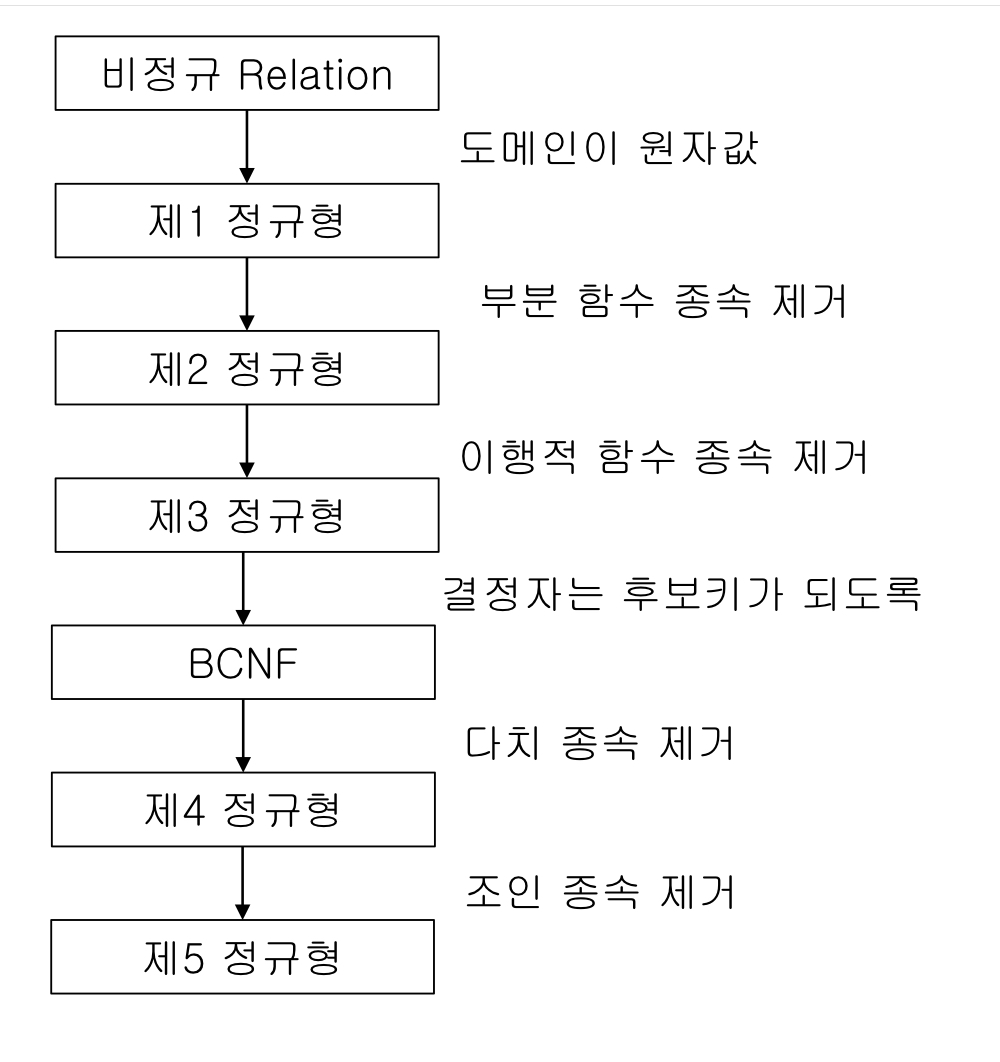 비정규 Relation
도메인이 원자값
제1 정규형
부분 함수 종속 제거
제2 정규형
이행적 함수 종속 제거
제3 정규형
결정자는 후보키가 되도록
BCNF
다치 종속 제거
제4 정규형
조인 종속 제거
제5 정규형